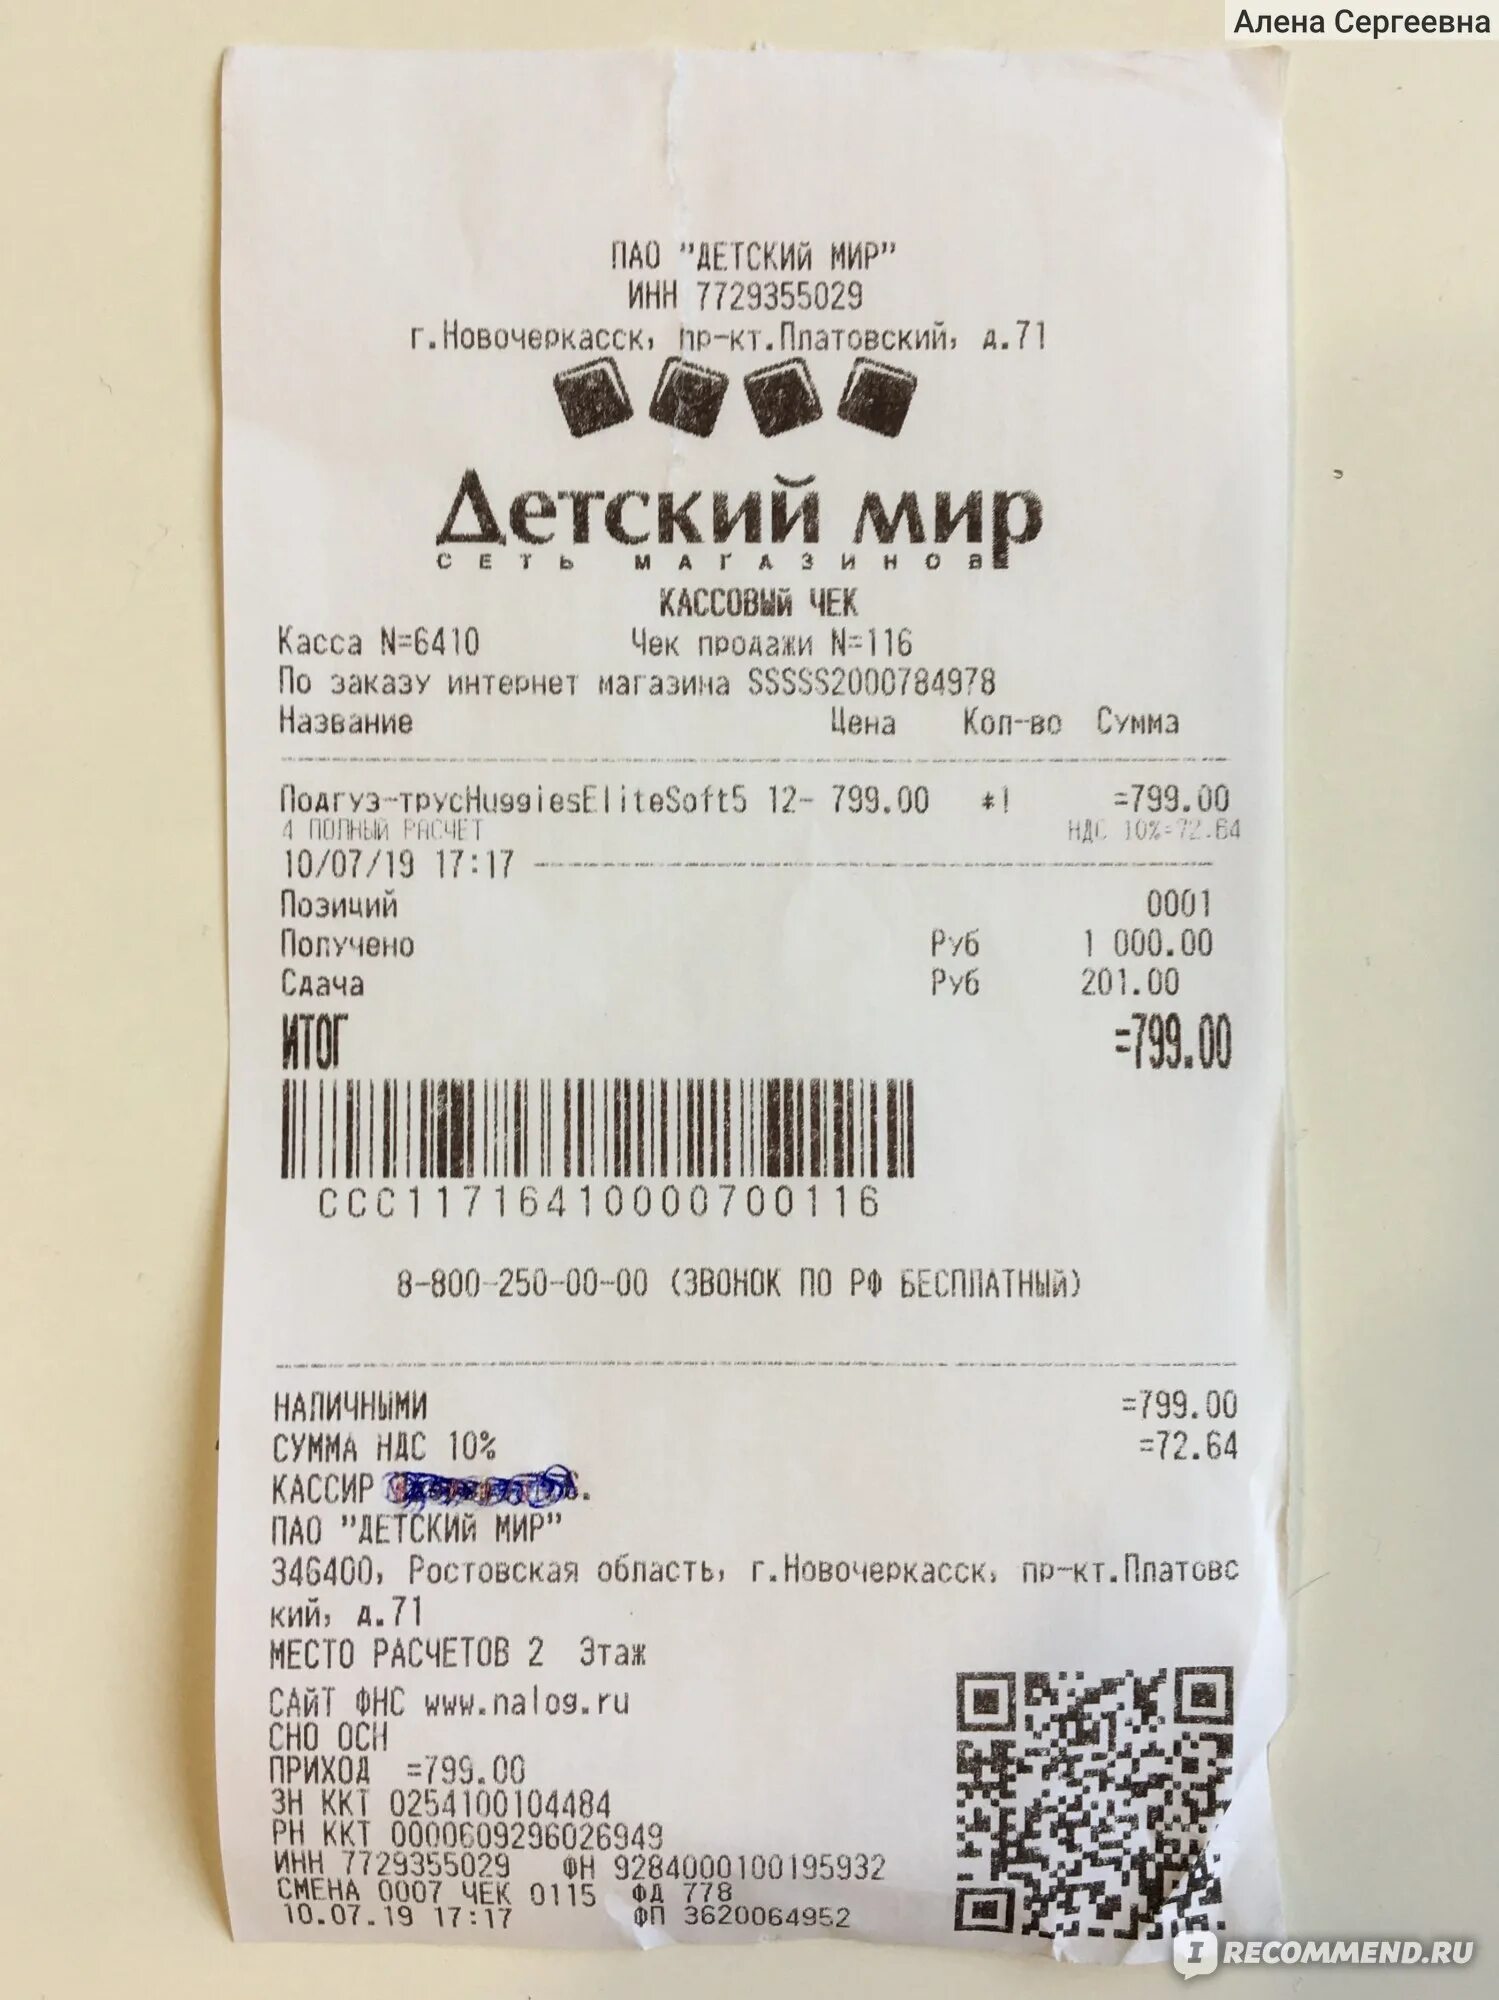 Алена Сергеевна
ПАО "ДЕТСКИЙ МИР"
ИНН 7729355029
г.Новочеркасск, пр-кт.Платовский, д.71
Детский мир
СЕТЬ МАГАЗИНОВ
КАССОВЫЙ ЧЕК
Касса N=6410 Чек продажи N=116
По заказу интернет магазина SSSSS2000784978
Название Цена Кол-во Сумма
Подгуз-трусHuggiesEliteSoft5 12- 799.00 *1 =799.00
4 ПОЛНЫЙ РАСЧЕТ НДС 10%=72.64
10/07/19 17:17
Позиций 0001
Получено Руб 1 000.00
Сдача Руб 201.00
ИТОГ =799.00
CCC11716410000700116
8-800-250-00-00 (ЗВОНОК ПО РФ БЕСПЛАТНЫЙ)
НАЛИЧНЫМИ =799.00
СУММА НДС 10% =72.64
КАССИР
ПАО "ДЕТСКИЙ МИР"
346400, Ростовская область, г.Новочеркасск, пр-кт.Платовс
кий, д.71
МЕСТО РАСЧЕТОВ 2 Этаж
САЙТ ФНС www.nalog.ru
СНО ОСН
ПРИХОД =799.00
ЗН ККТ 0254100104484
РН ККТ 0000609296026949
ИНН 7729355029 ФН 9284000100195932
СМЕНА 0007 ЧЕК 0115 ФД 778
10.07.19 17:17 ФП 3620064952
I RECOMMEND.RU